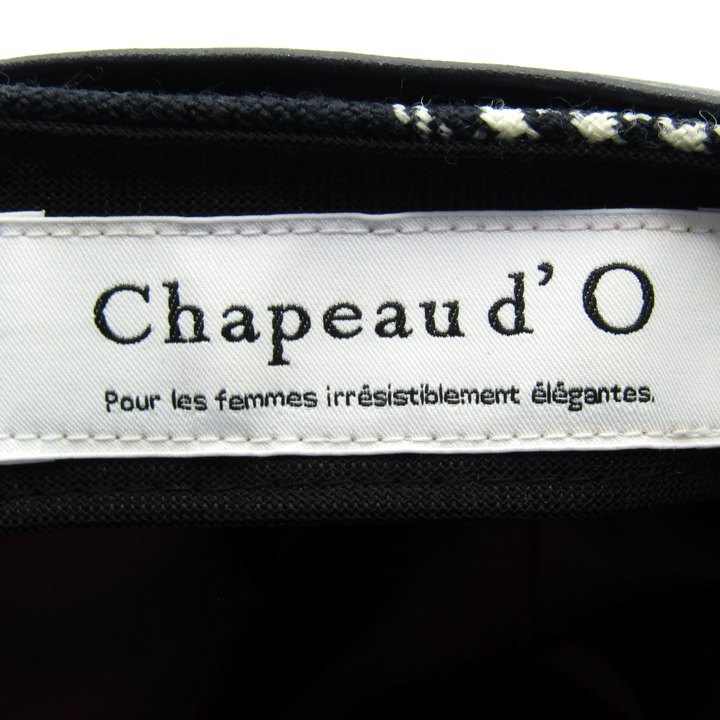 Chapeau d' O
Pour les femmes irrésistiblement élégantes.